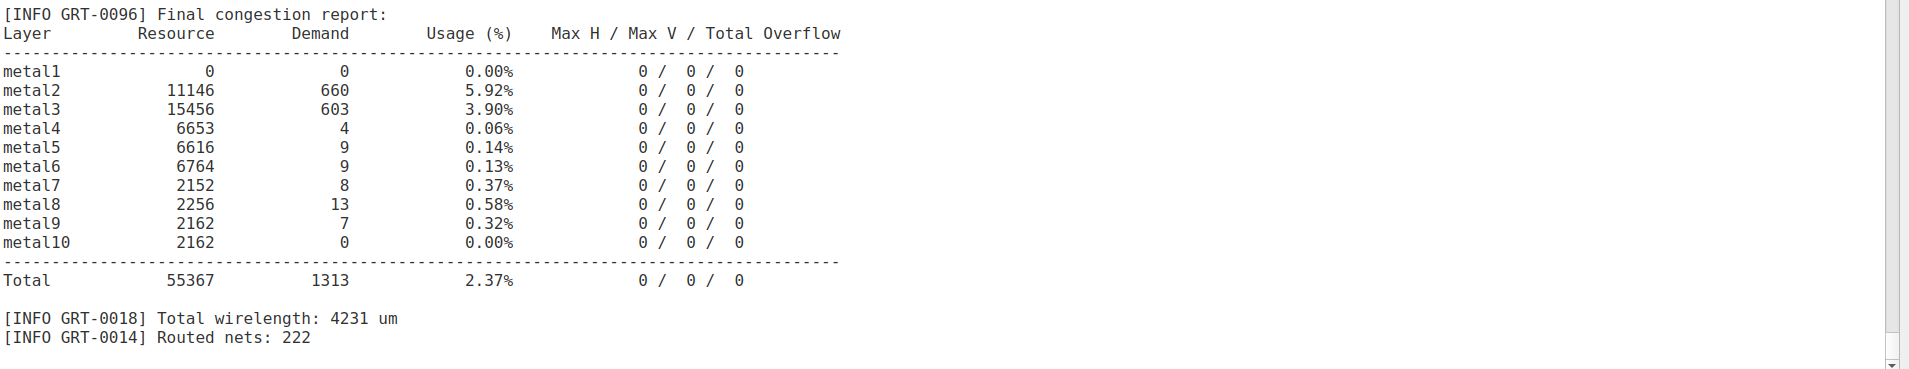 [INFO GRT-0096] Final congestion report:
Layer        Resource        Demand        Usage (%)    Max H / Max V / Total Overflow
---------------------------------------------------------------------------------------
metal1               0             0            0.00%             0 /  0 /  0
metal2           11146           660            5.92%             0 /  0 /  0
metal3           15456           603            3.90%             0 /  0 /  0
metal4            6653             4            0.06%             0 /  0 /  0
metal5            6616             9            0.14%             0 /  0 /  0
metal6            6764             9            0.13%             0 /  0 /  0
metal7            2152             8            0.37%             0 /  0 /  0
metal8            2256            13            0.58%             0 /  0 /  0
metal9            2162             7            0.32%             0 /  0 /  0
metal10           2162             0            0.00%             0 /  0 /  0
---------------------------------------------------------------------------------------
Total            55367          1313            2.37%             0 /  0 /  0
[INFO GRT-0018] Total wirelength: 4231 um
[INFO GRT-0014] Routed nets: 222